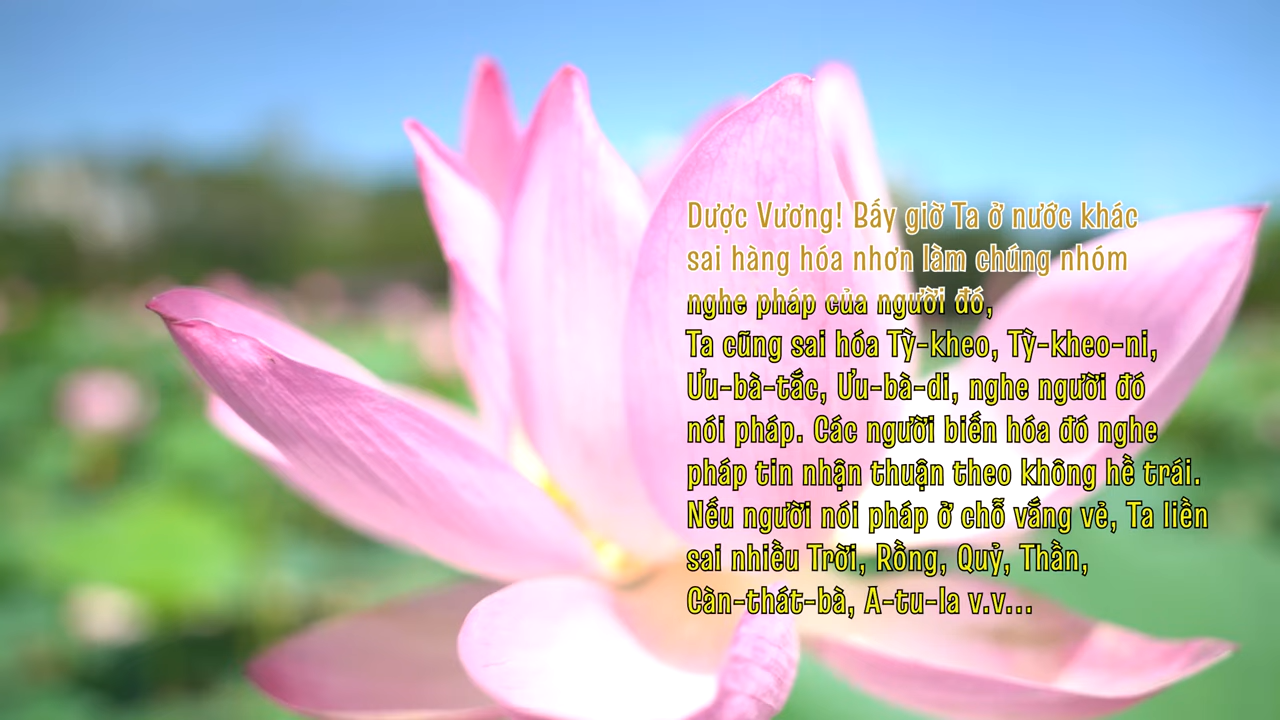 Dược Vương! Bấy giờ Ta ở nước khác
sai hàng hóa nhơn làm chúng nhóm
nghe pháp của người đó,
Ta cũng sai hóa Tỳ-kheo, Tỳ-kheo-ni,
Ưu-bà-tắc, Ưu-bà-di, nghe người đó
nói pháp. Các người biến hóa đó nghe
pháp tin nhận thuận theo không hề trái.
Nếu người nói pháp ở chỗ vắng vẻ, Ta liền
sai nhiều Trời, Rồng, Quỷ, Thần,
Càn-thát-bà, A-tu-la v.v...